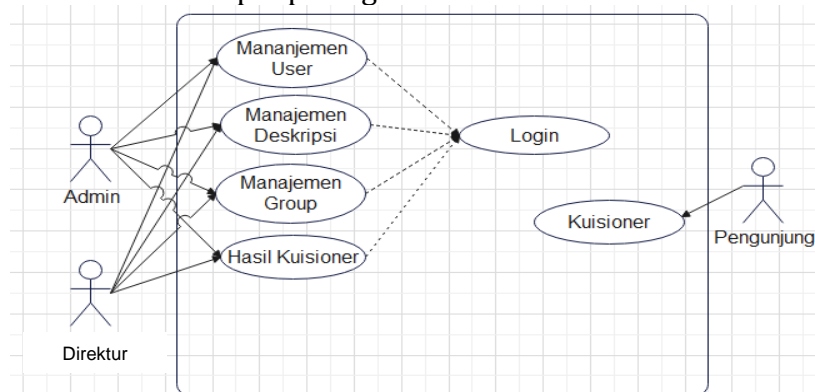 Mananjemen
User
Manajemen
Deskripsi
Login
Manajemen
Group
Admin
Kuisioner
Pengunjung
Hasil Kuisioner
Direktur